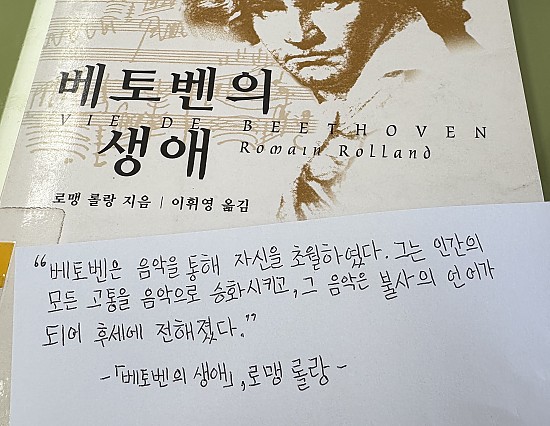 베토벤의
VIE DE BEETHOVEN
생애
Romain Rolland
로맹 롤랑 지음 | 이휘영 옮김
“베토벤은 음악을 통해 자신을 초월하였다. 그는 인간의
모든 고통을 음악으로 승화시키고, 그 음악은 불사의 언어가
되어 후세에 전해졌다.”
-「베토벤의 생애」, 로맹 롤랑-